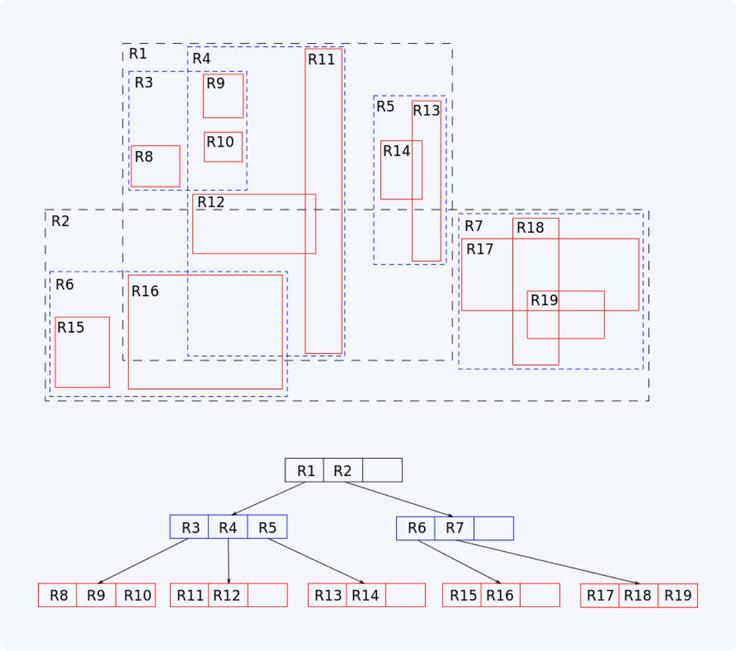 R1
R4
R11
R3
R9
R5
R13
R10
R14
R8
R12
R2
R7
R18
R17
R6
R16
R19
R15
R1 R2
R3 R4 R5
R6 R7
R8 R9 R10
R11 R12
R13 R14
R15 R16
R17 R18 R19